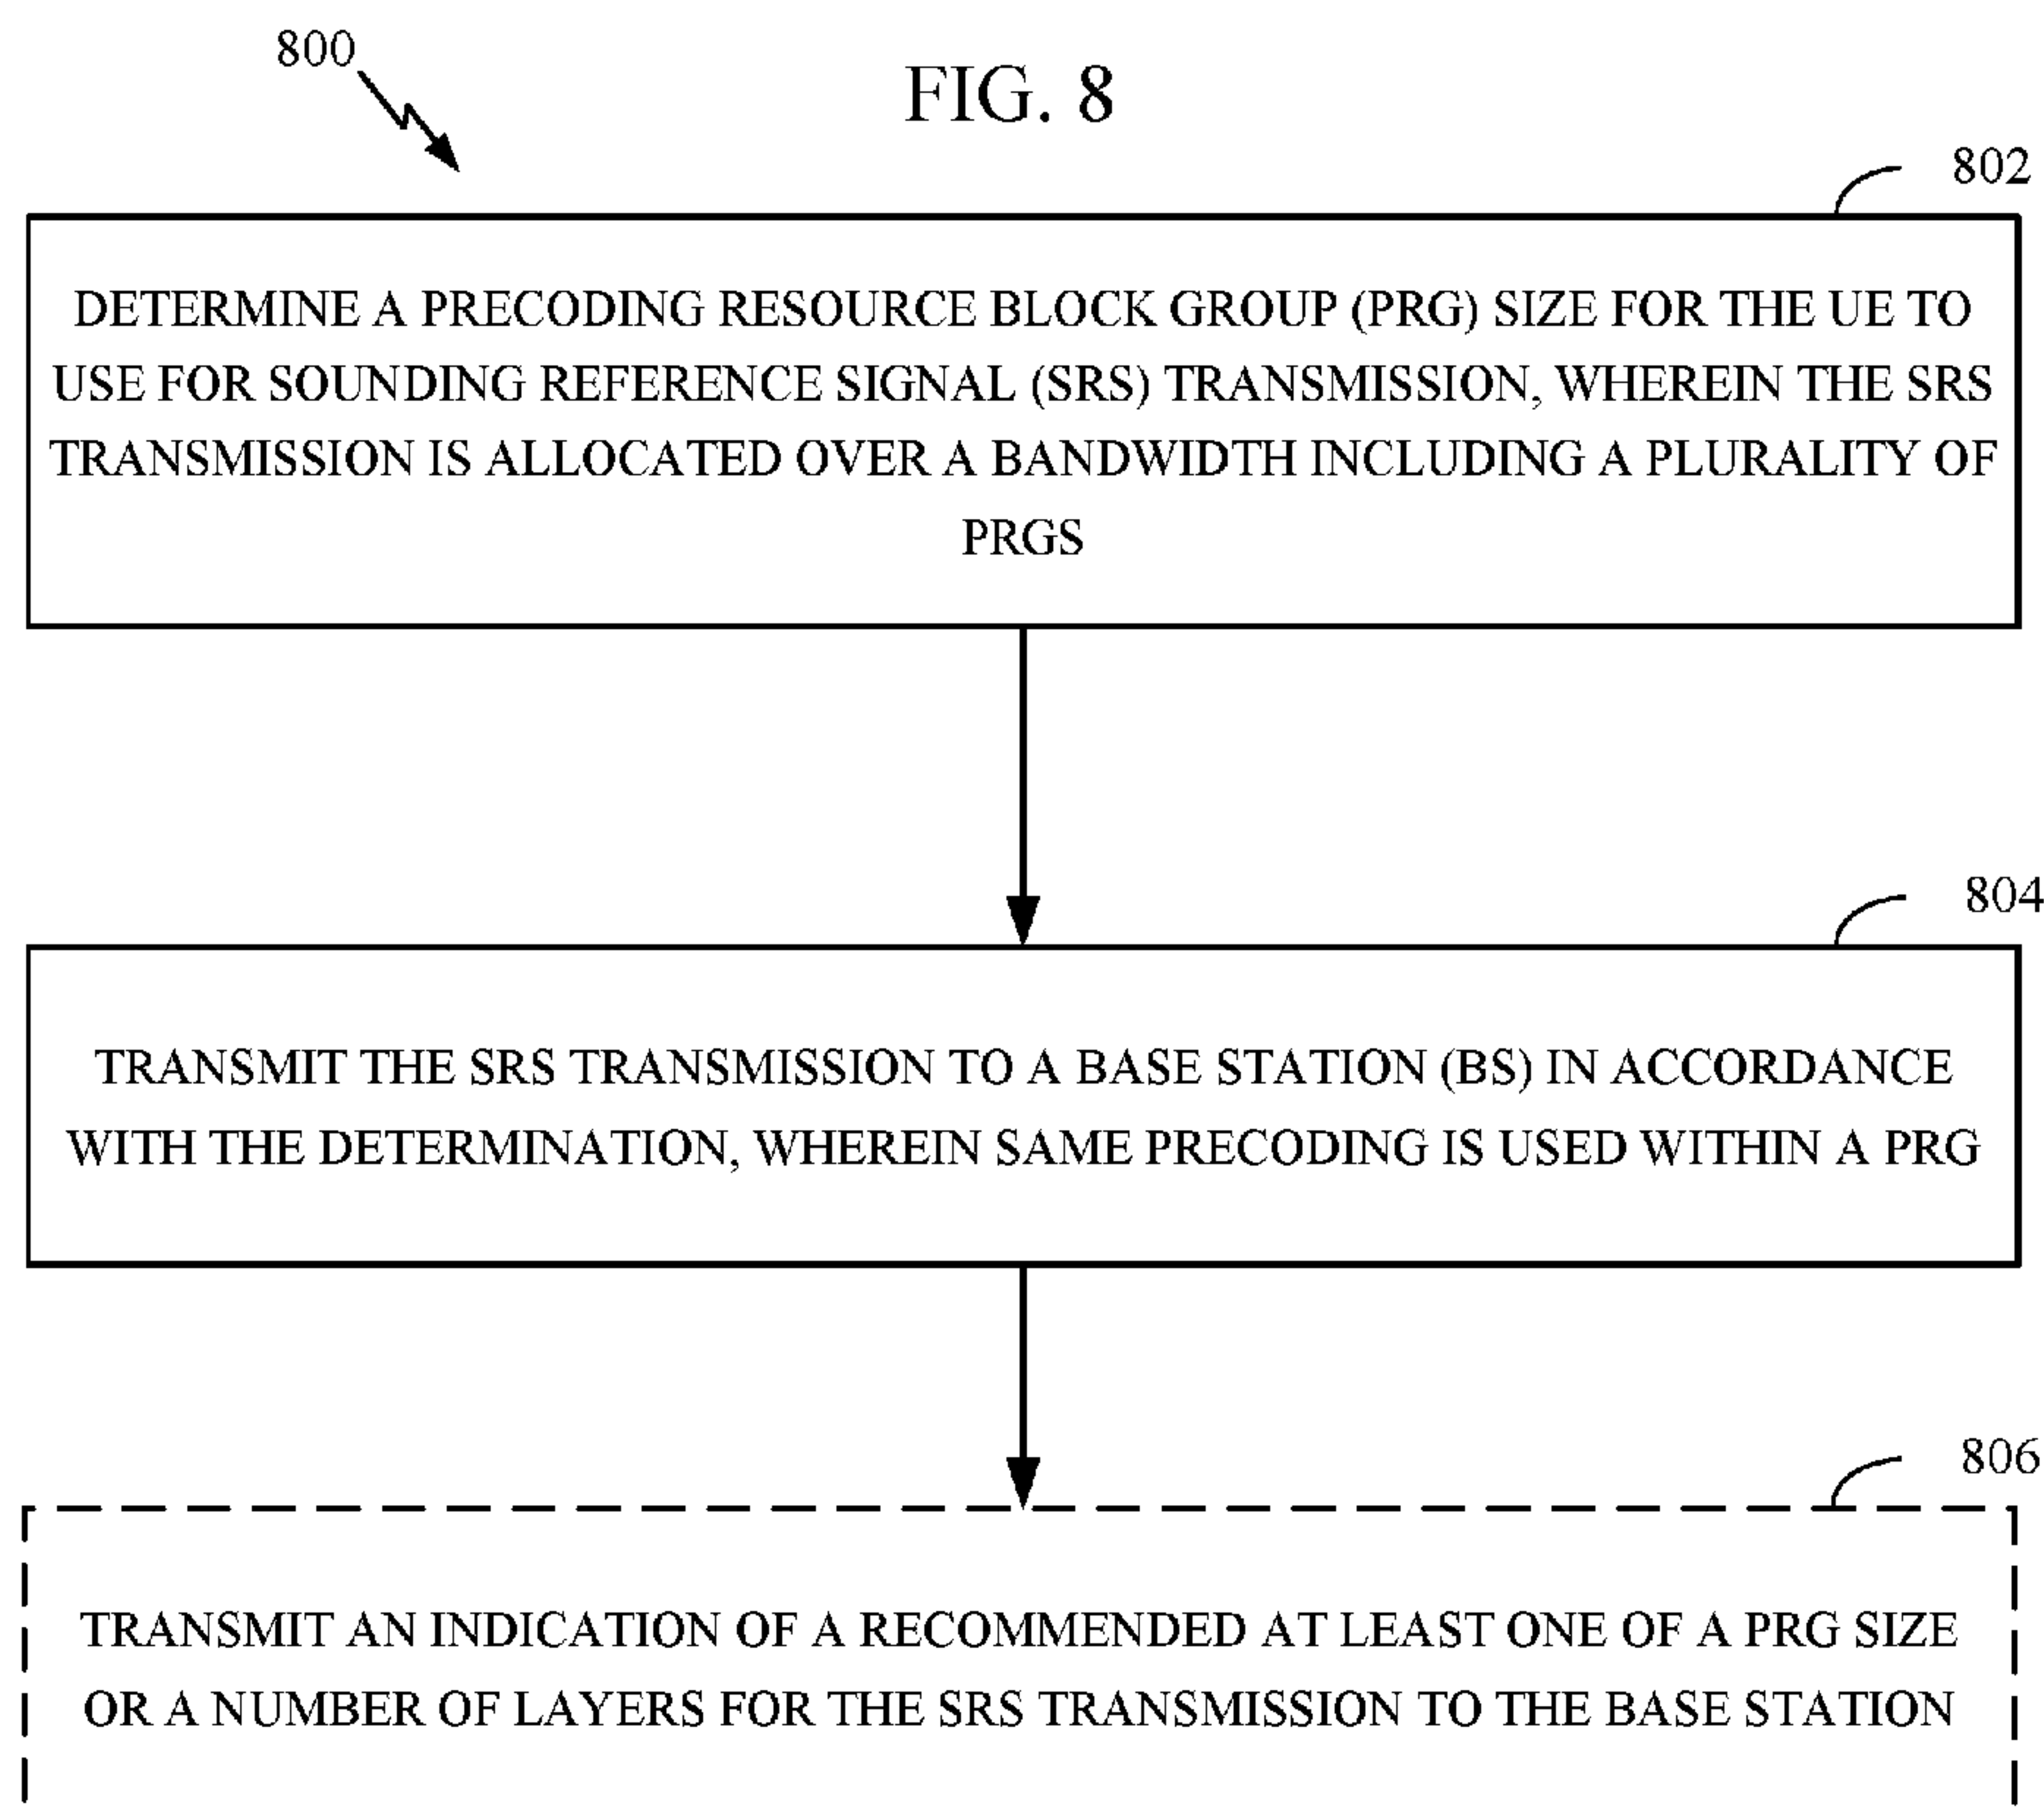 800
FIG. 8
802
DETERMINE A PRECODING RESOURCE BLOCK GROUP (PRG) SIZE FOR THE UE TO
USE FOR SOUNDING REFERENCE SIGNAL (SRS) TRANSMISSION, WHEREIN THE SRS
TRANSMISSION IS ALLOCATED OVER A BANDWIDTH INCLUDING A PLURALITY OF
PRGS
804
TRANSMIT THE SRS TRANSMISSION TO A BASE STATION (BS) IN ACCORDANCE
WITH THE DETERMINATION, WHEREIN SAME PRECODING IS USED WITHIN A PRG
806
TRANSMIT AN INDICATION OF A RECOMMENDED AT LEAST ONE OF A PRG SIZE
OR A NUMBER OF LAYERS FOR THE SRS TRANSMISSION TO THE BASE STATION